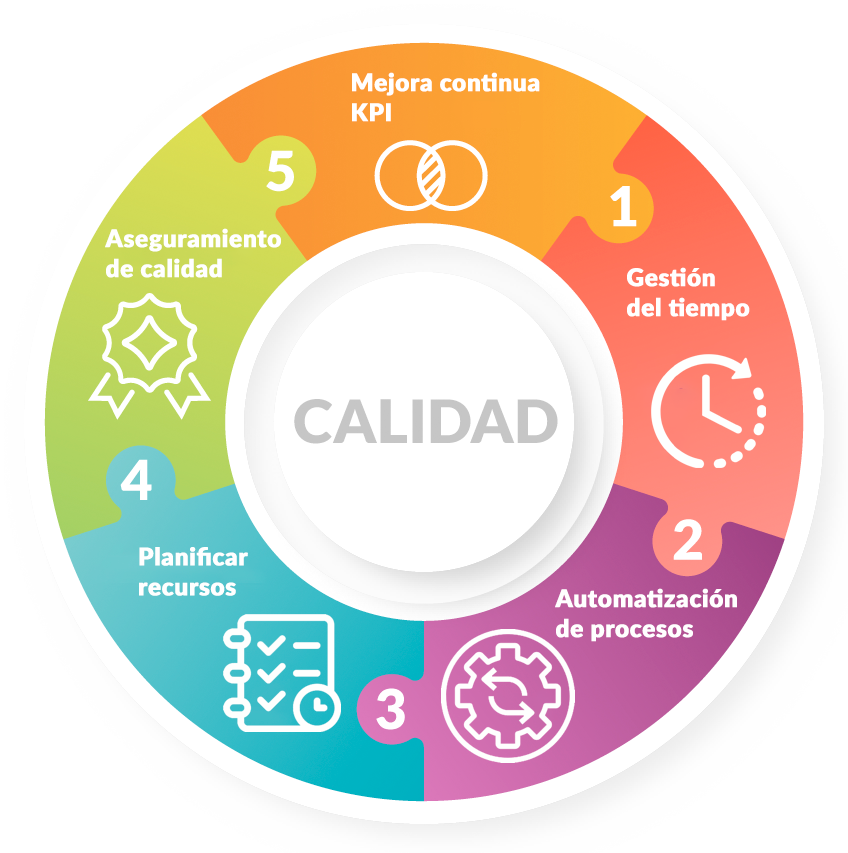 Mejora continua
KPI
1
Gestión
del tiempo
2
Automatización
de procesos
3
Planificar
recursos
4
Aseguramiento
de calidad
5
CALIDAD